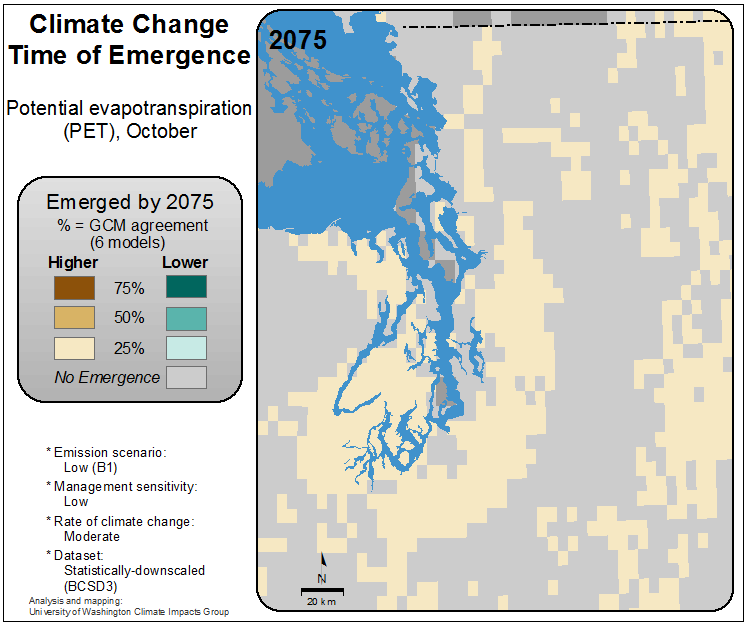 Climate Change
Time of Emergence
Potential evapotranspiration
(PET), October
Emerged by 2075
% = GCM agreement
(6 models)
Higher Lower
75%
50%
25%
No Emergence
* Emission scenario:
Low (B1)
* Management sensitivity:
Low
* Rate of climate change:
Moderate
* Dataset:
Statistically-downscaled
(BCSD3)
Analysis and mapping:
University of Washington Climate Impacts Group
2075
N
20 km